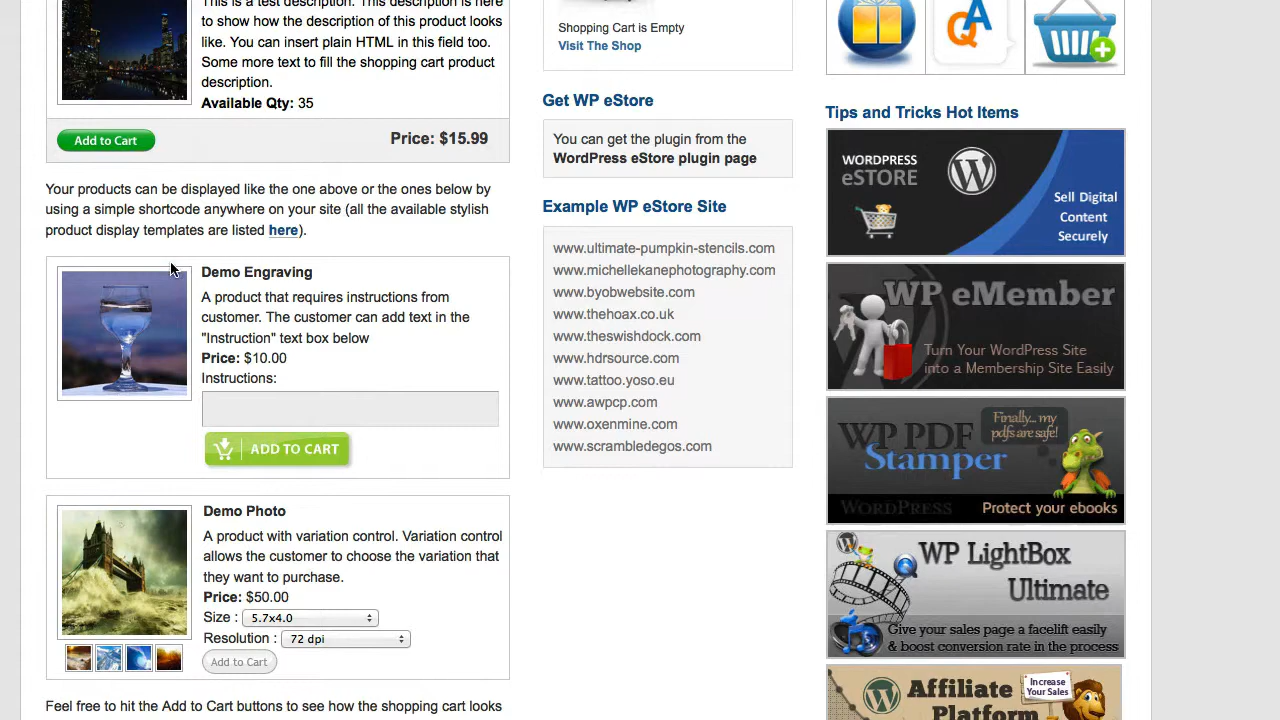 This is a test description. This description is here
to show how the description of this product looks
like. You can insert plain HTML in this field too.
Some more text to fill the shopping cart product
description.
Available Qty: 35
Add to Cart
Price: $15.99
Your products can be displayed like the one above or the ones below by
using a simple shortcode anywhere on your site (all the available stylish
product display templates are listed here).
Demo Engraving
A product that requires instructions from
customer. The customer can add text in the
"Instruction" text box below
Price: $10.00
Instructions:
ADD TO CART
Demo Photo
A product with variation control. Variation control
allows the customer to choose the variation that
they want to purchase.
Price: $50.00
Size : 5.7x4.0
Resolution : 72 dpi
Add to Cart
Feel free to hit the Add to Cart buttons to see how the shopping cart looks
Shopping Cart is Empty
Visit The Shop
Get WP eStore
You can get the plugin from the
WordPress eStore plugin page
Example WP eStore Site
www.ultimate-pumpkin-stencils.com
www.michellekanephotography.com
www.byobwebsite.com
www.thehoax.co.uk
www.theswishdock.com
www.hdrsource.com
www.tattoo.yoso.eu
www.awpcp.com
www.oxenmine.com
www.scrambledegos.com
QA
Tips and Tricks Hot Items
WORDPRESS
eSTORE
Sell Digital
Content
Securely
WP eMember
Turn Your WordPress Site
into a Membership Site Easily
Finally... my
pdfs are safe!
WP PDF
Stamper
WORDPRESS
Protect your ebooks
WP LightBox
Ultimate
Give your sales page a facelift easily
& boost conversion rate in the process
Affiliate
Platform
Increase
Your Sales